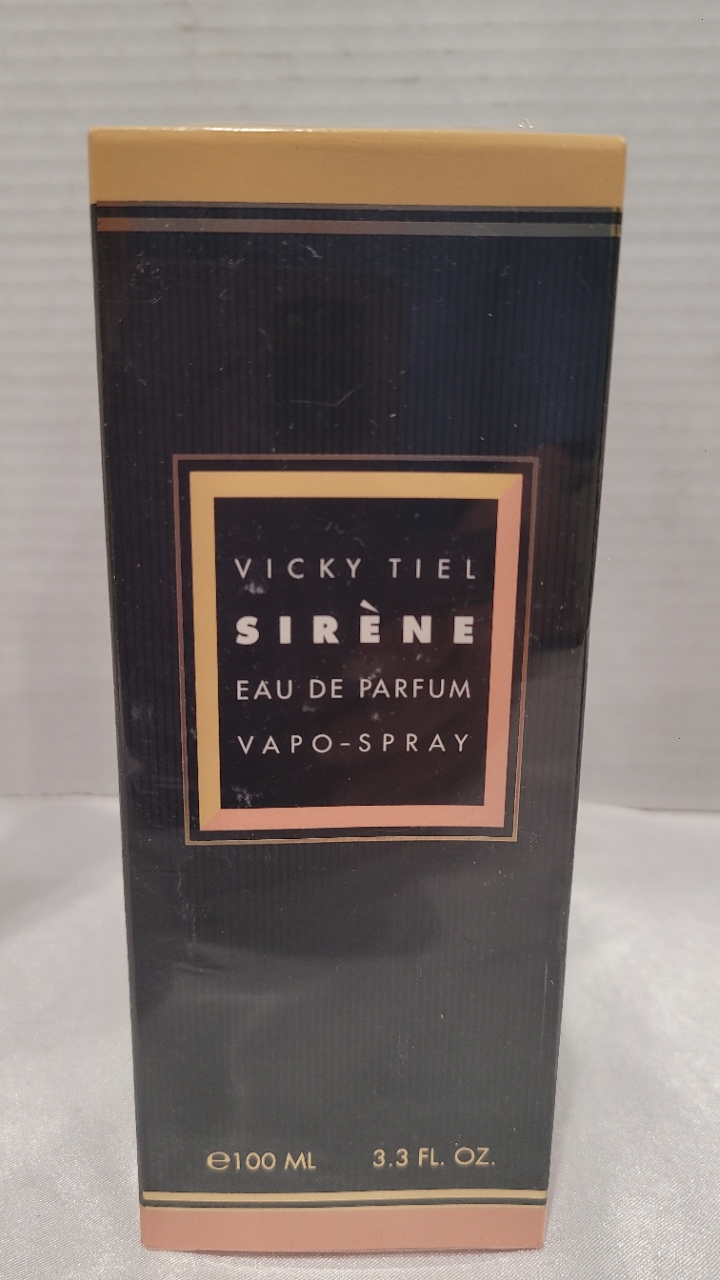 VICKY TIEL
SIRÈNE
EAU DE PARFUM
VAPO-SPRAY
℮100 ML 3.3 FL. OZ.